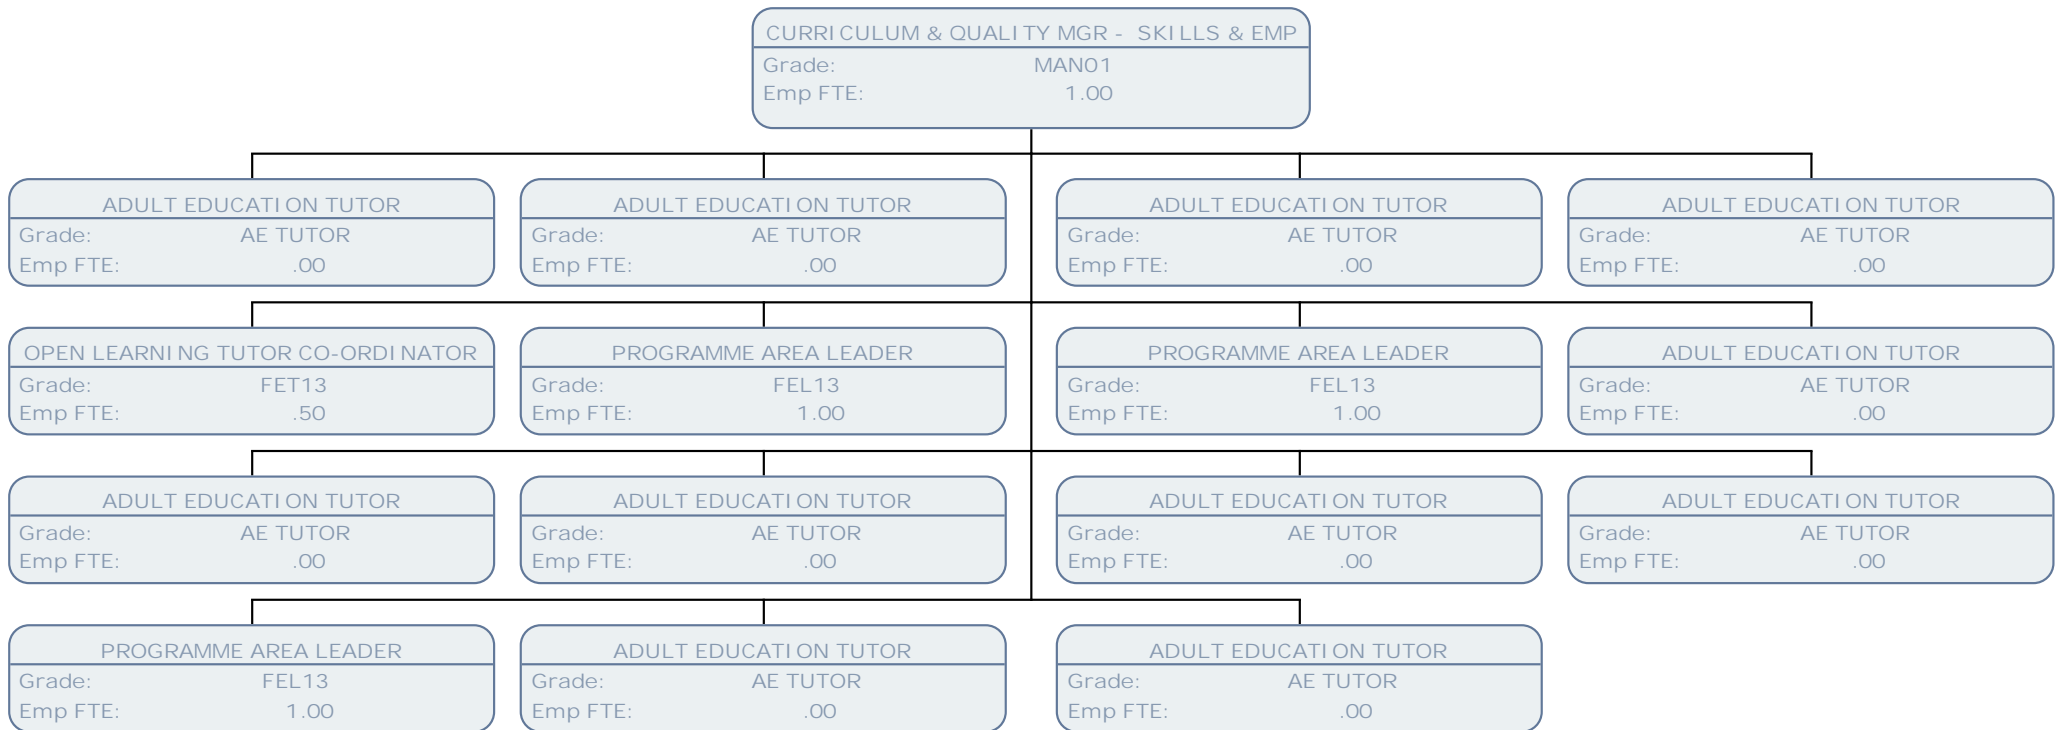 CURRICULUM & QUALITY MGR - SKILLS & EMP
Grade: MAN01
Emp FTE: 1.00
ADULT EDUCATION TUTOR
Grade: AE TUTOR
Emp FTE: .00
ADULT EDUCATION TUTOR
Grade: AE TUTOR
Emp FTE: .00
ADULT EDUCATION TUTOR
Grade: AE TUTOR
Emp FTE: .00
ADULT EDUCATION TUTOR
Grade: AE TUTOR
Emp FTE: .00
OPEN LEARNING TUTOR CO-ORDINATOR
Grade: FET13
Emp FTE: .50
PROGRAMME AREA LEADER
Grade: FEL13
Emp FTE: 1.00
PROGRAMME AREA LEADER
Grade: FEL13
Emp FTE: 1.00
ADULT EDUCATION TUTOR
Grade: AE TUTOR
Emp FTE: .00
ADULT EDUCATION TUTOR
Grade: AE TUTOR
Emp FTE: .00
ADULT EDUCATION TUTOR
Grade: AE TUTOR
Emp FTE: .00
ADULT EDUCATION TUTOR
Grade: AE TUTOR
Emp FTE: .00
ADULT EDUCATION TUTOR
Grade: AE TUTOR
Emp FTE: .00
PROGRAMME AREA LEADER
Grade: FEL13
Emp FTE: 1.00
ADULT EDUCATION TUTOR
Grade: AE TUTOR
Emp FTE: .00
ADULT EDUCATION TUTOR
Grade: AE TUTOR
Emp FTE: .00